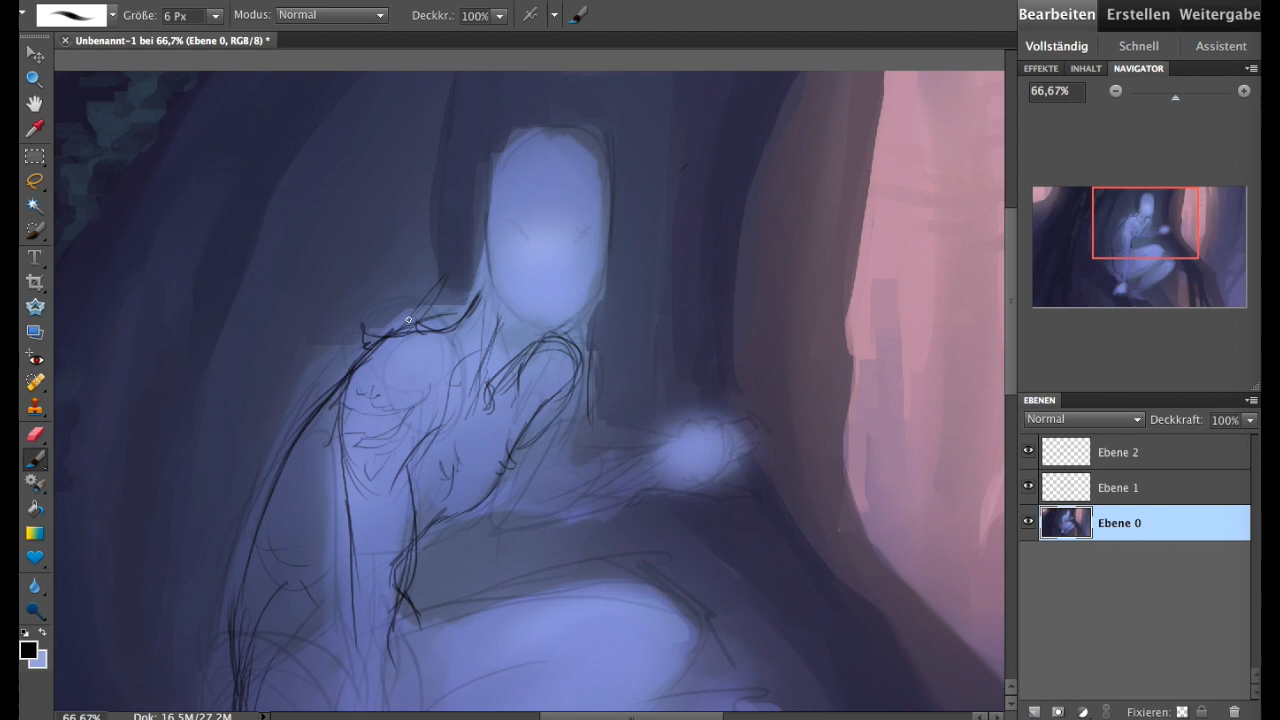 Größe: 6 Px Modus: Normal Deckkr.: 100%
Bearbeiten Erstellen Weitergabe
Unbenannt-1 bei 66,7% (Ebene 0, RGB/8) *
Vollständig Schnell Assistent
EFFEKTE INHALT NAVIGATOR
66,67%
EBENEN
Normal Deckkraft: 100%
Ebene 2
Ebene 1
Ebene 0
Fixieren:
66,67% Dok: 16,5M/27,2M